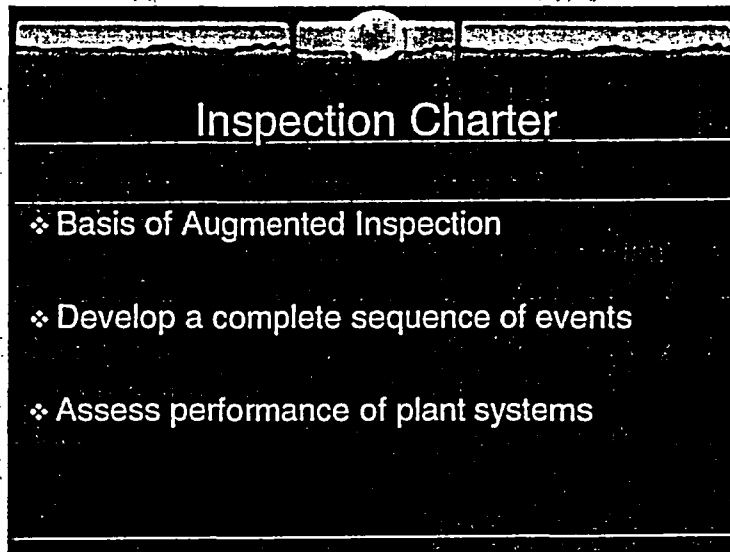 Inspection Charter
❖ Basis of Augmented Inspection
❖ Develop a complete sequence of events
❖ Assess performance of plant systems